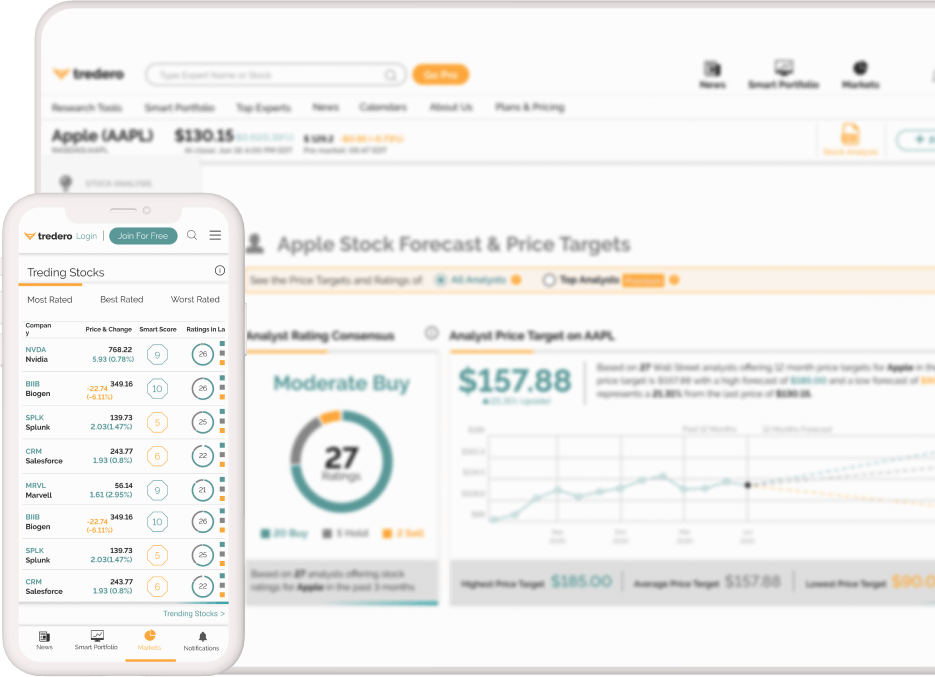 tredero
Type Expert Name or Stock
Go Pro
News
Smart Portfolio
Markets
Research Tools
Smart Portfolio
Top Experts
News
Calendars
About Us
Plans & Pricing
Apple (AAPL)
$130.15
$ 129.2
NASDAQ:AAPL
STOCK ANALYSIS
Apple Stock Forecast & Price Targets
See the Price Targets and Ratings of:
All Analysts
Top Analysts
Analyst Rating Consensus
Analyst Price Target on AAPL
Moderate Buy
27
Ratings
20 Buy
5 Hold
2 Sell
Based on 27 analysts offering stock
ratings for Apple in the past 3 months
$157.88
Based on 27 Wall Street analysts offering 12 month price targets for Apple in the
price target is $157.88 with a high forecast of $185.00 and a low forecast of
represents a 21.31% from the last price of $130.15.
Past 12 Months
12 Months Forecast
Highest Price Target $185.00
Average Price Target $157.88
Lowest Price Target $90.0
tredero Login | Join For Free
Treding Stocks
Most Rated Best Rated Worst Rated
Compan
y Price & Change Smart Score Ratings in La
NVDA 768.22
Nvidia 5.93 (0.78%) 9 26
BIIB -22.74 349.16
Biogen (-6.11%) 10 26
SPLK 139.73
Splunk 2.03(1.47%) 5 25
CRM 243.77
Salesforce 1.93 (0.8%) 6 22
MRVL 56.14
Marvell 1.61 (2.95%) 9 21
BIIB -22.74 349.16
Biogen (-6.11%) 10 26
SPLK 139.73
Splunk 2.03(1.47%) 5 25
CRM 243.77
Salesforce 1.93 (0.8%) 6 22
Trending Stocks >
News Smart Portfolio Markets Notifications